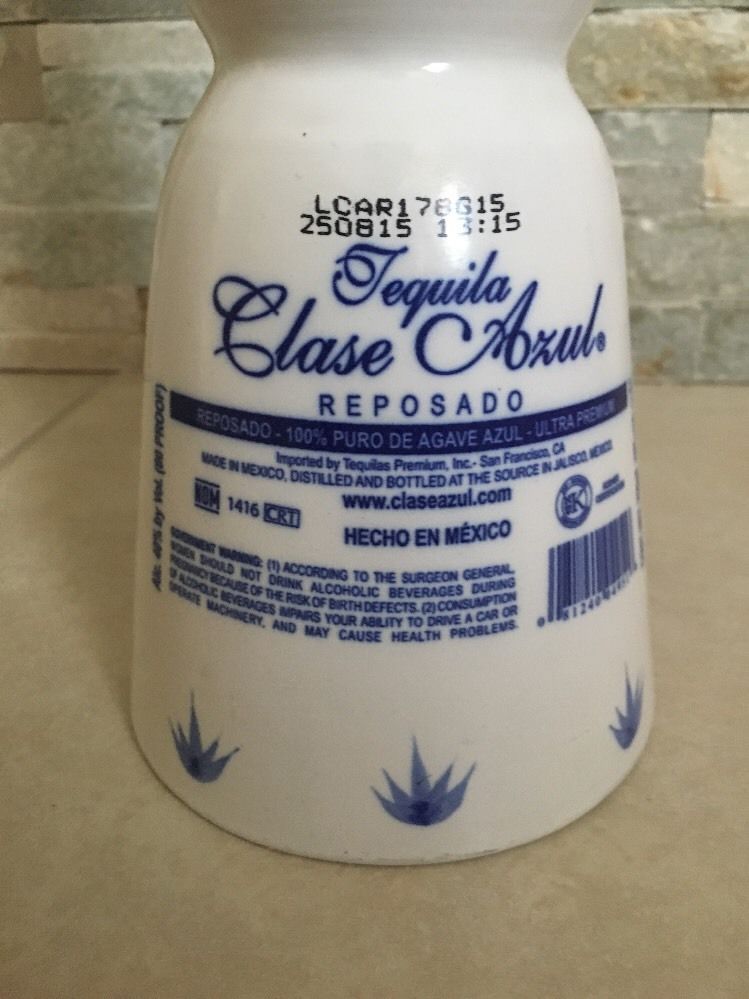 LCAR178G15
250815 13:15
Tequila
Clase Azul®
REPOSADO
REPOSADO - 100% PURO DE AGAVE AZUL - ULTRA PREMIUM
Imported by Tequilas Premium, Inc.- San Francisco, CA
MADE IN MEXICO, DISTILLED AND BOTTLED AT THE SOURCE IN JALISCO, MEXICO.
www.claseazul.com
NOM 1416 CRT
HECHO EN MÉXICO
K
Alc. 40% by Vol. (80 PROOF)
GOVERNMENT WARNING: (1) ACCORDING TO THE SURGEON GENERAL,
WOMEN SHOULD NOT DRINK ALCOHOLIC BEVERAGES DURING
PREGNANCY BECAUSE OF THE RISK OF BIRTH DEFECTS. (2) CONSUMPTION
OF ALCOHOLIC BEVERAGES IMPAIRS YOUR ABILITY TO DRIVE A CAR OR
OPERATE MACHINERY, AND MAY CAUSE HEALTH PROBLEMS.